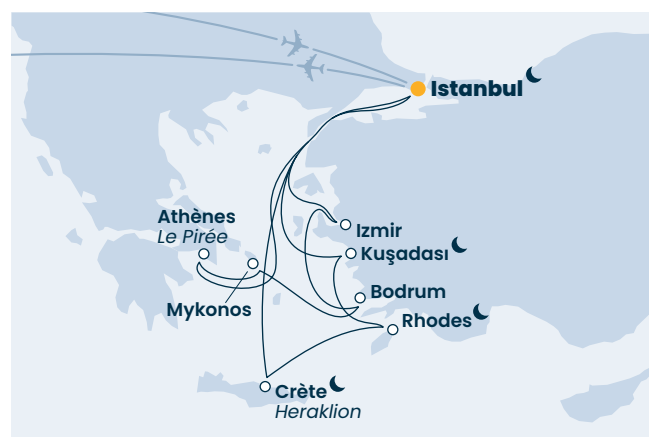 Istanbul
Athènes
Le Pirée
Izmir
Kuşadası
Mykonos
Bodrum
Rhodes
Crète
Heraklion